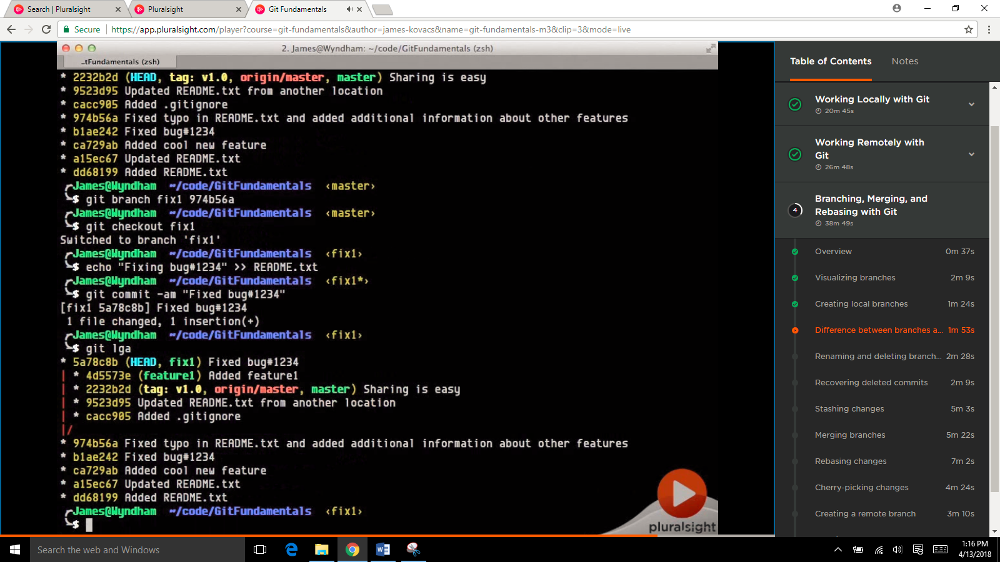 Search | Pluralsight
Pluralsight
Git Fundamentals
Secure
https://app.pluralsight.com/player?course=git-fundamentals&author=james-kovacs&name=git-fundamentals-m3&clip=3&mode=live
2. James@Wyndham: ~/code/GitFundamentals (zsh)
..tFundamentals (zsh)
* 2232b2d (HEAD, tag: v1.0, origin/master, master) Sharing is easy
* 9523d95 Updated README.txt from another location
* cacc905 Added .gitignore
* 974b56a Fixed typo in README.txt and added additional information about other features
* b1ae242 Fixed bug#1234
* ca729ab Added cool new feature
* a15ec67 Updated README.txt
* dd68199 Added README.txt
James@Wyndham ~/code/GitFundamentals ‹master›
$ git branch fix1 974b56a
James@Wyndham ~/code/GitFundamentals ‹master›
$ git checkout fix1
Switched to branch 'fix1'
James@Wyndham ~/code/GitFundamentals ‹fix1›
$ echo "Fixing bug#1234" >> README.txt
James@Wyndham ~/code/GitFundamentals ‹fix1*›
$ git commit -am "Fixed bug#1234"
[fix1 5a78c8b] Fixed bug#1234
1 file changed, 1 insertion(+)
James@Wyndham ~/code/GitFundamentals ‹fix1›
$ git lga
* 5a78c8b (HEAD, fix1) Fixed bug#1234
| * 4d5573e (feature1) Added feature1
| * 2232b2d (tag: v1.0, origin/master, master) Sharing is easy
| * 9523d95 Updated README.txt from another location
| * cacc905 Added .gitignore
|/
* 974b56a Fixed typo in README.txt and added additional information about other features
* b1ae242 Fixed bug#1234
* ca729ab Added cool new feature
* a15ec67 Updated README.txt
* dd68199 Added README.txt
James@Wyndham ~/code/GitFundamentals ‹fix1›
$
pluralsight
Table of Contents
Notes
Working Locally with Git
20m 45s
Working Remotely with
Git
26m 48s
4
Branching, Merging, and
Rebasing with Git
38m 49s
Overview 0m 37s
Visualizing branches 2m 9s
Creating local branches 1m 24s
Difference between branches a... 1m 53s
Renaming and deleting branch... 2m 28s
Recovering deleted commits 2m 9s
Stashing changes 5m 3s
Merging branches 5m 22s
Rebasing changes 7m 2s
Cherry-picking changes 4m 24s
Creating a remote branch 3m 10s
Search the web and Windows
1:16 PM
4/13/2018